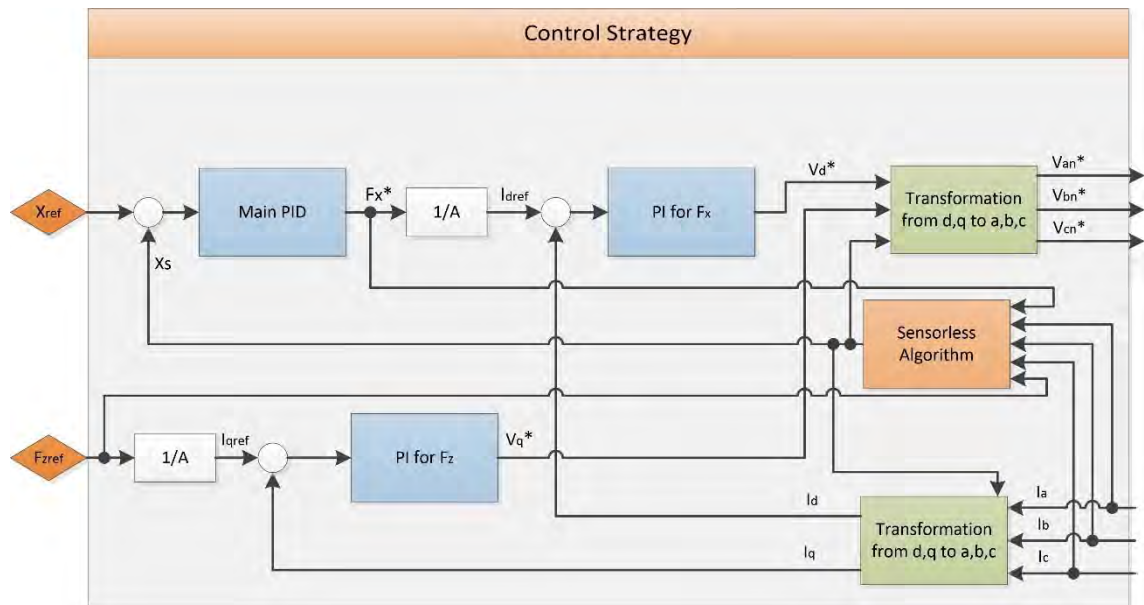 Control Strategy
Xref
Main PID
Fx*
1/A
Idref
PI for Fx
Vd*
Transformation
from d,q to a,b,c
Van*
Vbn*
Vcn*
Xs
Sensorless
Algorithm
Fzref
1/A
Iqref
PI for Fz
Vq*
Id
Iq
Transformation
from d,q to a,b,c
Ia
Ib
Ic